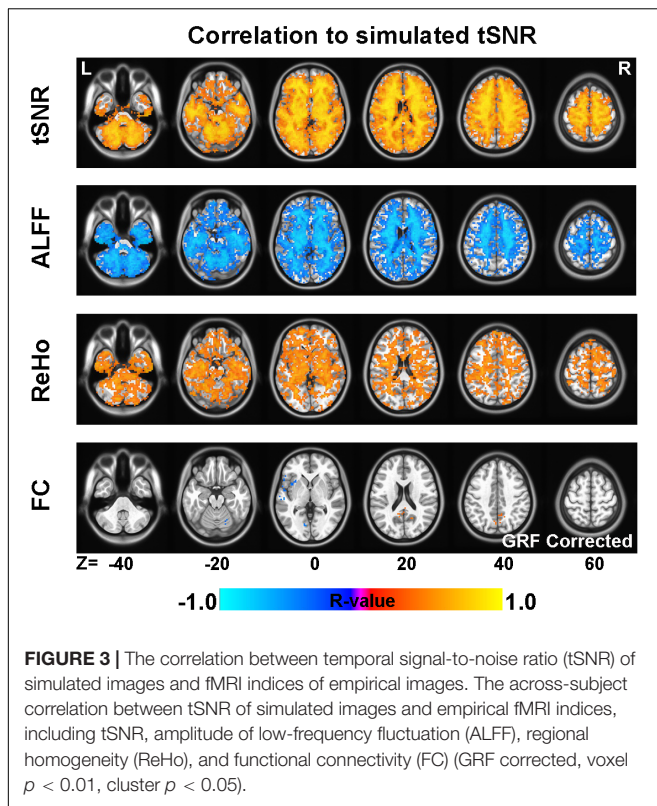 Correlation to simulated tSNR
L R
tSNR
ALFF
ReHo
FC
GRF Corrected
Z= -40 -20 0 20 40 60
-1.0 R-value 1.0
FIGURE 3 | The correlation between temporal signal-to-noise ratio (tSNR) of
simulated images and fMRI indices of empirical images. The across-subject
correlation between tSNR of simulated images and empirical fMRI indices,
including tSNR, amplitude of low-frequency fluctuation (ALFF), regional
homogeneity (ReHo), and functional connectivity (FC) (GRF corrected, voxel
p < 0.01, cluster p < 0.05).